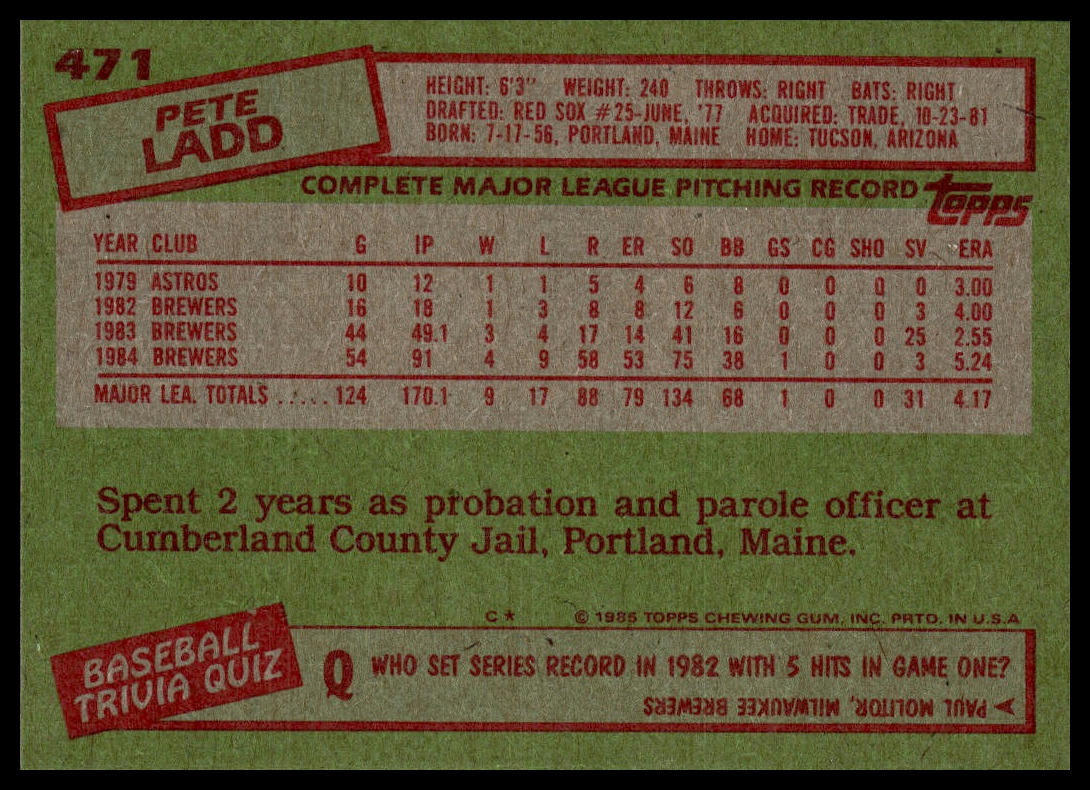 471
PETE
LADD
HEIGHT: 6'3" WEIGHT: 240 THROWS: RIGHT BATS: RIGHT
DRAFTED: RED SOX #25-JUNE, '77 ACQUIRED: TRADE, 10-23-81
BORN: 7-17-56, PORTLAND, MAINE HOME: TUCSON, ARIZONA
COMPLETE MAJOR LEAGUE PITCHING RECORD topps
YEAR CLUB G IP W L R ER SO BB GS CG SHO SV ERA
1979 ASTROS 10 12 1 1 5 4 6 8 0 0 0 0 3.00
1982 BREWERS 16 18 1 3 8 8 12 6 0 0 0 3 4.00
1983 BREWERS 44 49.1 3 4 17 14 41 16 0 0 0 25 2.55
1984 BREWERS 54 91 4 9 58 53 75 38 1 0 0 3 5.24
MAJOR LEA. TOTALS ..... 124 170.1 9 17 88 79 134 68 1 0 0 31 4.17
Spent 2 years as probation and parole officer at
Cumberland County Jail, Portland, Maine.
C* © 1985 TOPPS CHEWING GUM, INC. PRTD. IN U.S.A
BASEBALL
TRIVIA QUIZ
Q WHO SET SERIES RECORD IN 1982 WITH 5 HITS IN GAME ONE?
A PAUL MOLITOR, MILWAUKEE BREWERS